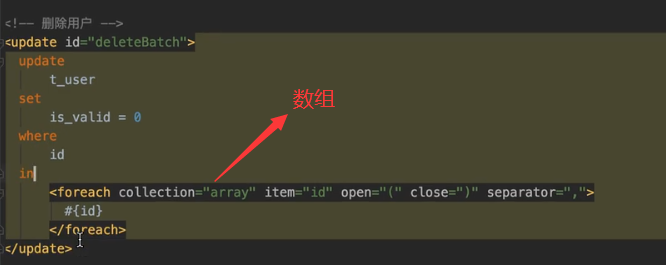 <!-- 删除用户 -->
<update id="deleteBatch">
update
t_user
set
is_valid = 0
where
id
in
数组
<foreach collection="array" item="id" open="(" close=")" separator=",">
#{id}
</foreach>
</update>